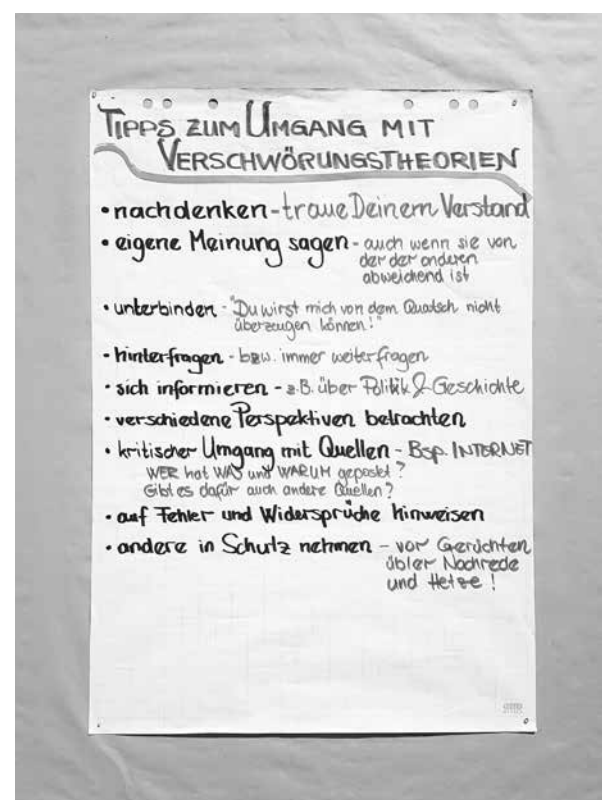 TIPPS ZUM UMGANG MIT
VERSCHWÖRUNGSTHEORIEN
• nachdenken - traue Deinem Verstand
• eigene Meinung sagen - auch wenn sie von
der der anderen
abweichend ist
• unterbinden - "Du wirst mich von dem Quatsch nicht
überzeugen können!"
• hinterfragen - bzw. immer weiterfragen
• sich informieren - z.B. über Politik & Geschichte
• verschiedene Perspektiven betrachten
• kritischer Umgang mit Quellen - Bsp. INTERNET
WER hat WAS und WARUM gepostet?
Gibt es dafür auch andere Quellen?
• auf Fehler und Widersprüche hinweisen
• andere in Schutz nehmen - vor Gerüchten
übler Nachrede
und Hetze!